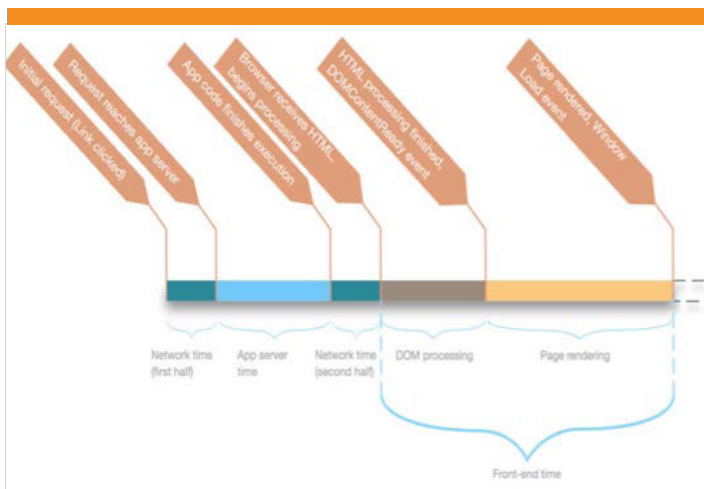 Initial request (Link clicked)
Request reaches app server
App code finishes execution
Browser receives HTML,
begins processing
HTML processing finished,
DOMContentReady event
Page rendered, Window
Load event
Network time
(first half)
App server
time
Network time
(second half)
DOM processing
Page rendering
Front-end time